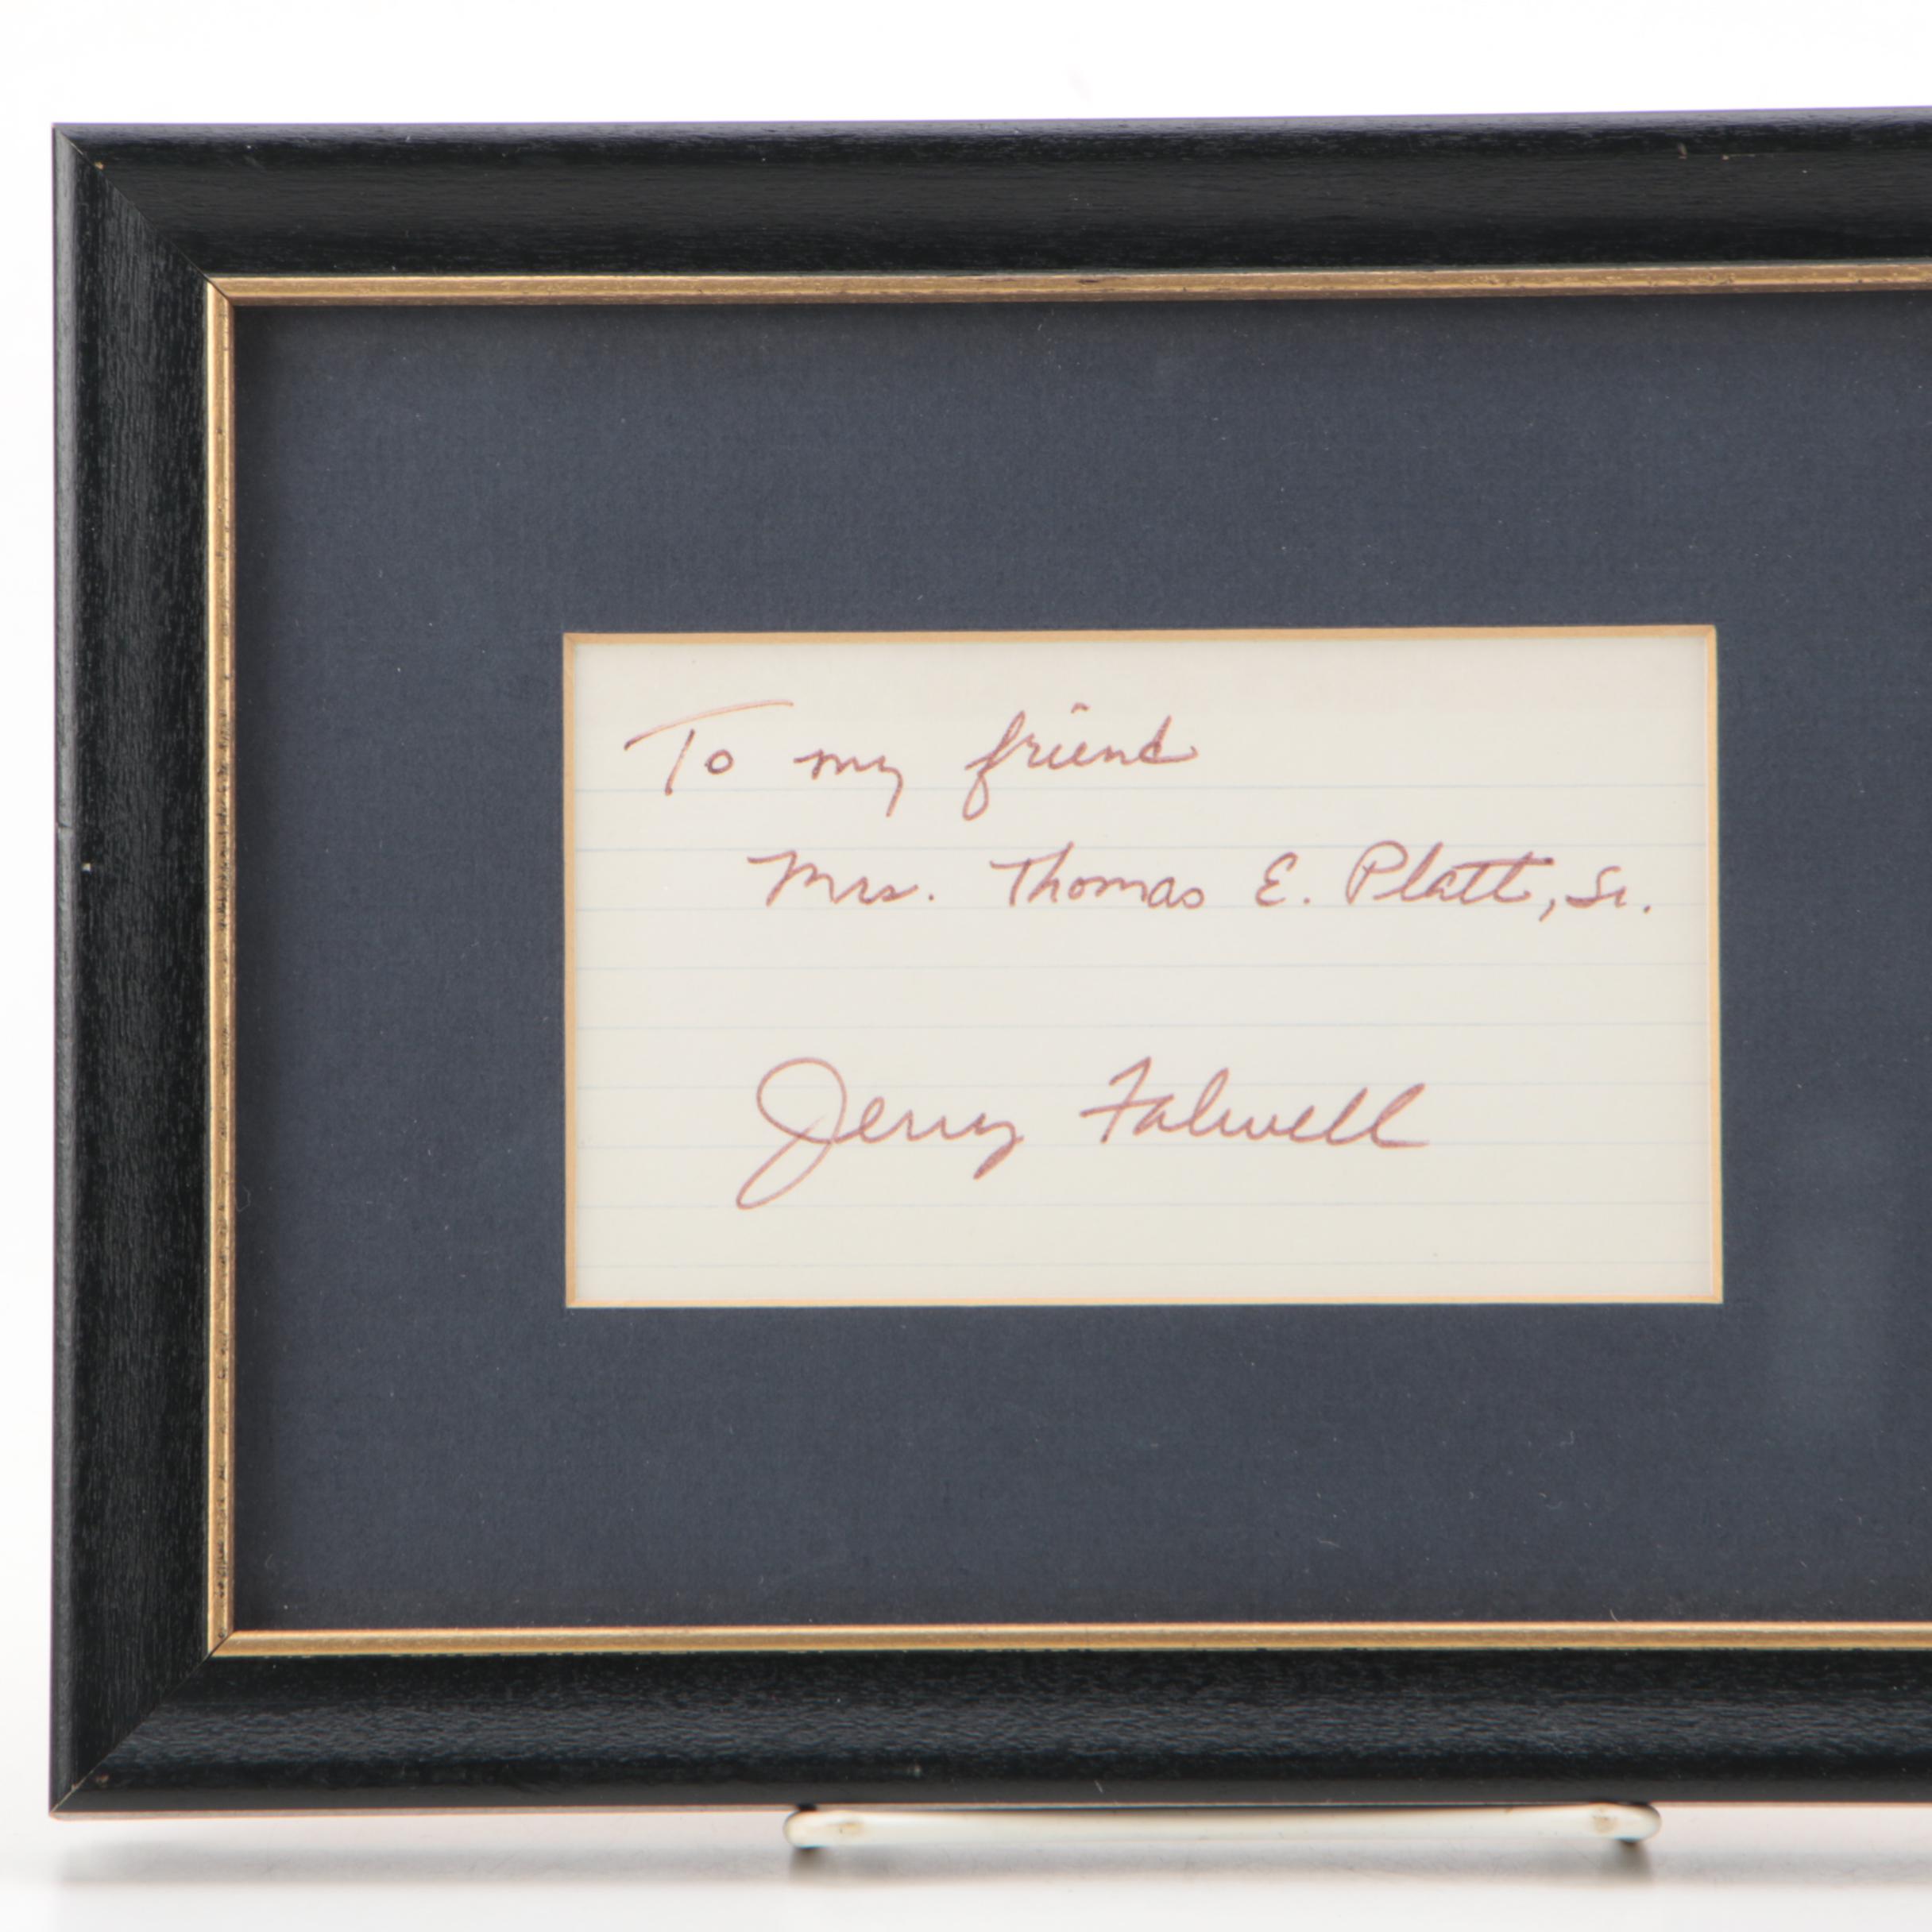 To my friend
Mrs. Thomas E. Platt, Sr.
Jerry Falwell